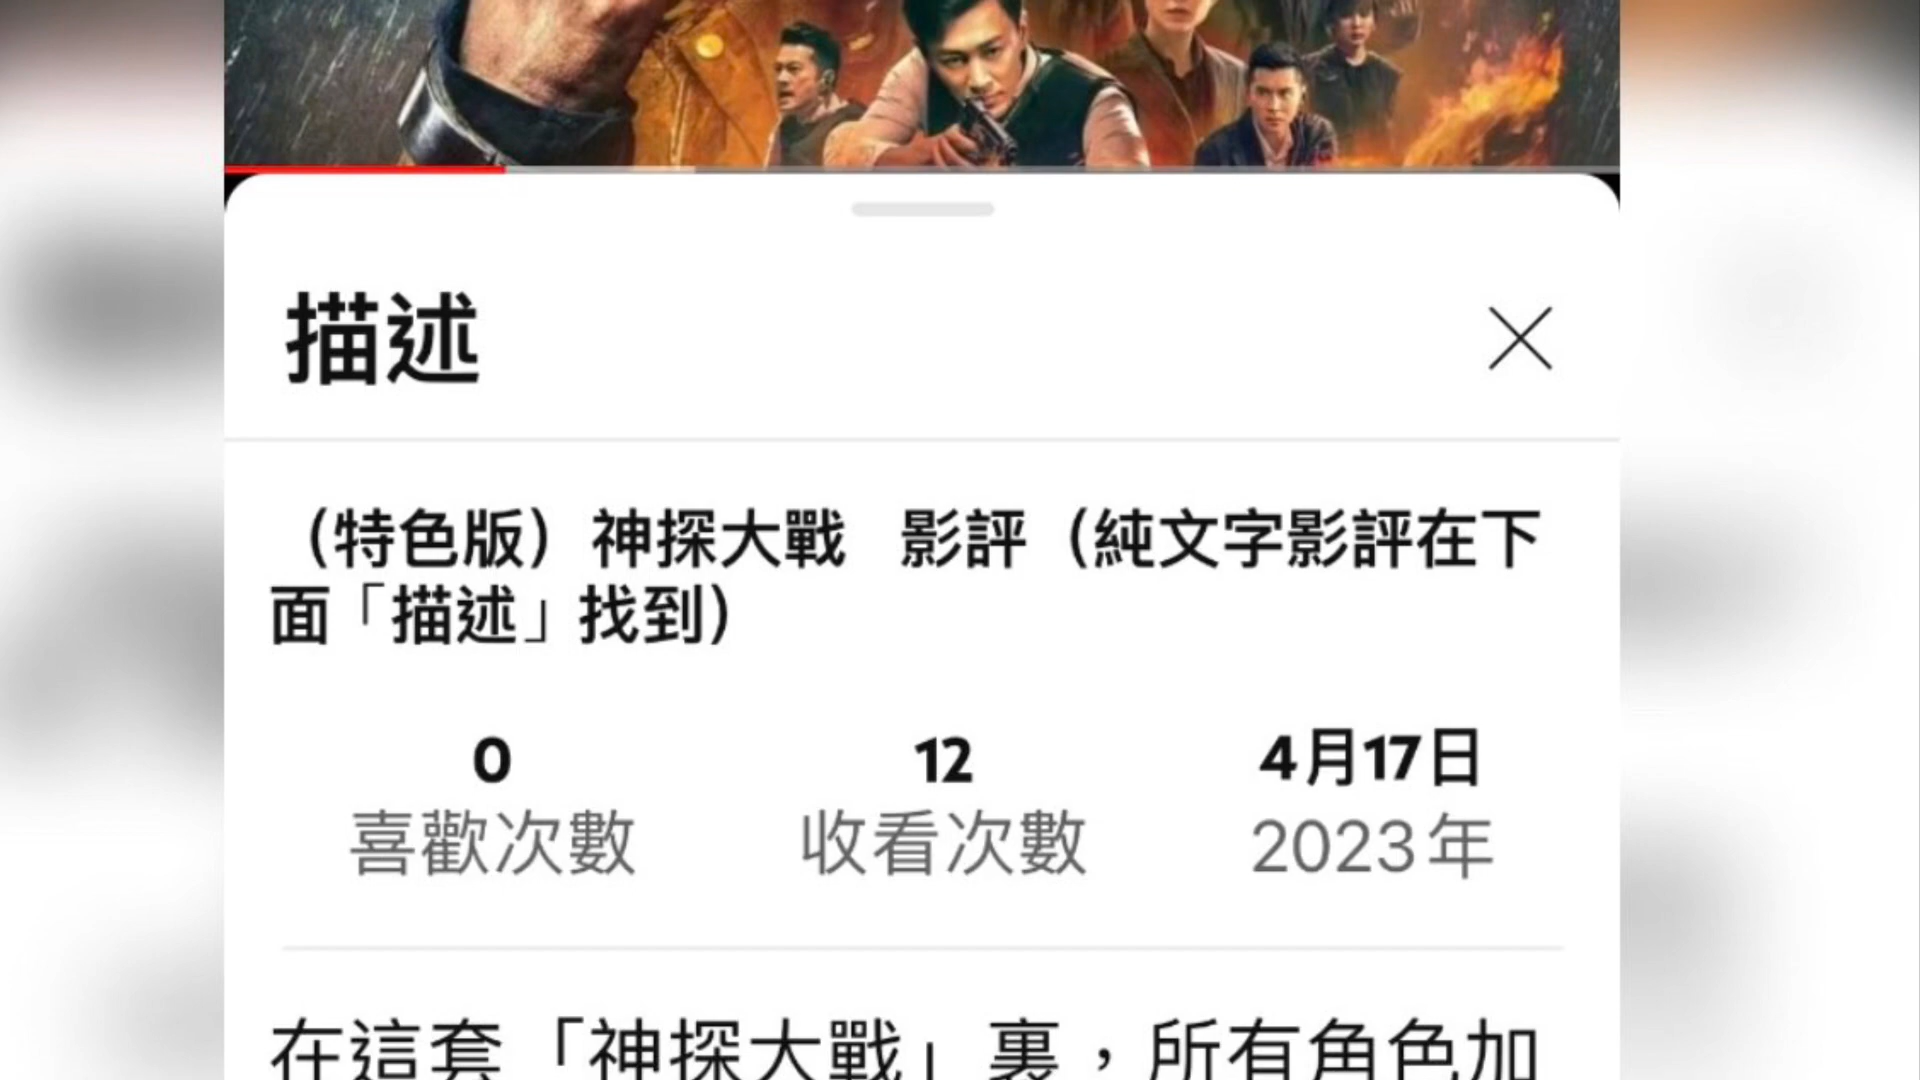 描述
（特色版）神探大戰 影評（純文字影評在下
面「描述」找到）
0
喜歡次數
12
收看次數
4月17日
2023年
在這套「神探大戰」裏，所有角色加